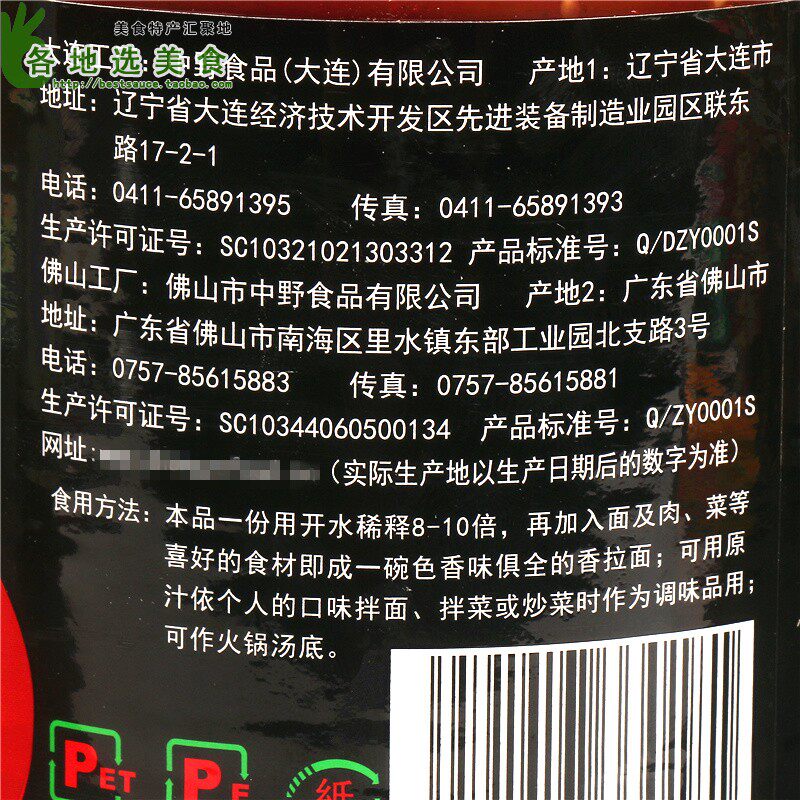 美食特产汇聚地
各地选美食
http://bestsauce.taobao.com
食品(大连)有限公司 产地1：辽宁省大连市
地址：辽宁省大连经济技术开发区先进装备制造业园区联东
路17-2-1
电话：0411-65891395 传真：0411-65891393
生产许可证号：SC10321021303312 产品标准号：Q/DZY0001S
佛山工厂：佛山市中野食品有限公司 产地2：广东省佛山市
地址：广东省佛山市南海区里水镇东部工业园北支路3号
电话：0757-85615883 传真：0757-85615881
生产许可证号：SC10344060500134 产品标准号：Q/ZY0001S
网址: (实际生产地以生产日期后的数字为准)
食用方法：本品一份用开水稀释8-10倍，再加入面及肉、菜等
喜好的食材即成一碗色香味俱全的香拉面；可用原
汁依个人的口味拌面、拌菜或炒菜时作为调味品用；
可作火锅汤底。
PET
PE
纸